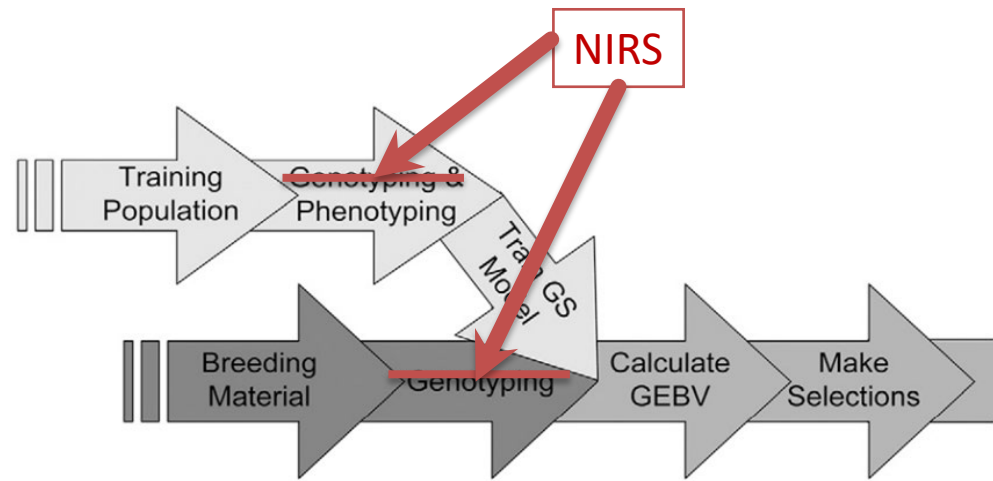 NIRS
Training
Population
Genotyping &
Phenotyping
Train GS
Model
Breeding
Material
Genotyping
Calculate
GEBV
Make
Selections